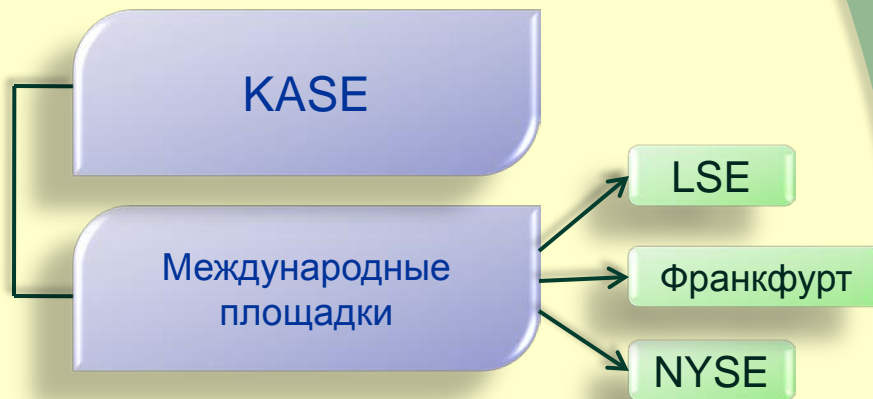 KASE
LSE
Международные
площадки
Франкфурт
NYSE